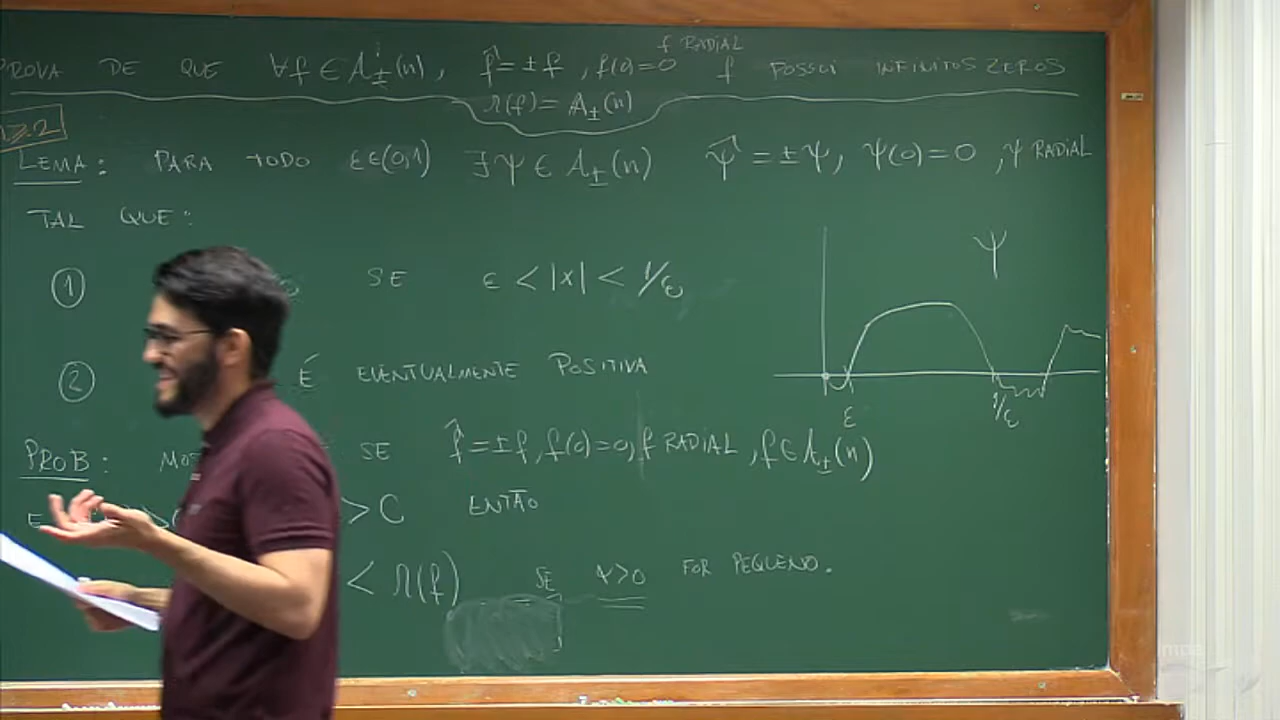 PROVA DE QUE ∀f ∈ A±(n), f̂ = ±f, f(0)=0 f RADIAL f POSSUI INFINITOS ZEROS
r(f) = A±(n)
n≥2
LEMA: PARA TODO ε∈(0,1) ∃ψ ∈ A±(n) ψ̂ = ±ψ, ψ(0)=0, ψ RADIAL
TAL QUE:
ψ
① SE ε < |x| < 1/ε
② É EVENTUALMENTE POSITIVA
ε 1/ε
PROB: SE f̂ = ±f, f(0)=0, f RADIAL, f∈A±(n)
E > C ENTÃO
< r(f) SE γ>0 FOR PEQUENO.
impa